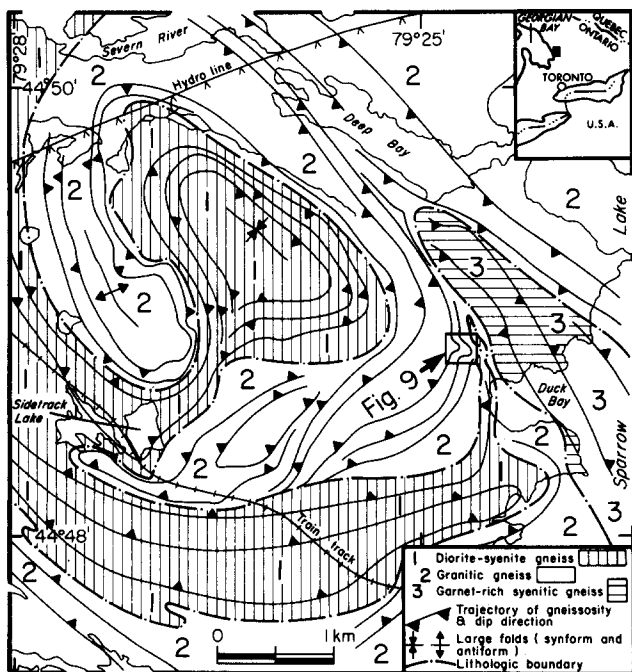 79°28'
44°50'
Severn River
Hydro line
79°25'
2
2
Deep Bay
GEORGIAN BAY
QUEBEC
ONTARIO
TORONTO
U.S.A.
2
Lake
2
2
3
3
Fig. 9
2
Duck Bay
3
Sidetrack Lake
2
2
2
Sparrow
44°48'
Train track
2
2
2
2
0 1 km
1 Diorite-syenite gneiss
2 Granitic gneiss
3 Garnet-rich syenitic gneiss
Trajectory of gneissosity & dip direction
Large folds (synform and antiform)
Lithologic boundary